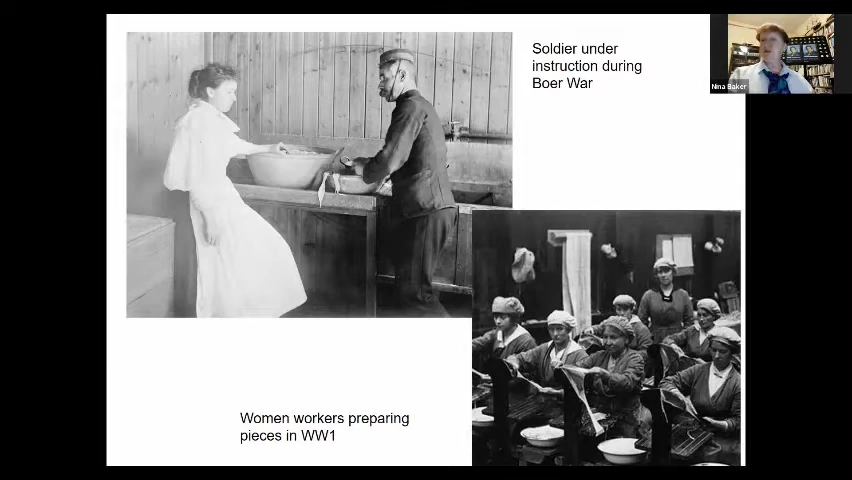 Soldier under
instruction during
Boer War
Nina Baker
Women workers preparing
pieces in WW1